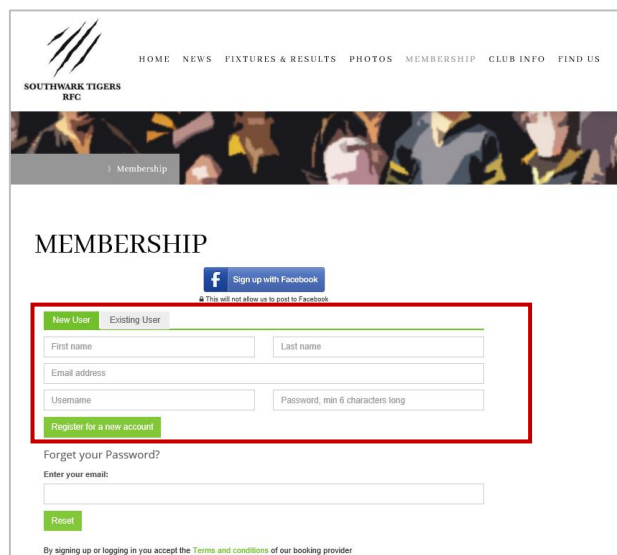 HOME NEWS FIXTURES & RESULTS PHOTOS MEMBERSHIP CLUB INFO FIND US
SOUTHWARK TIGERS
RFC
Membership
MEMBERSHIP
f Sign up with Facebook
This will not allow us to post to Facebook
New User Existing User
First name Last name
Email address
Username Password, min 6 characters long
Register for a new account
Forget your Password?
Enter your email:
Reset
By signing up or logging in you accept the Terms and conditions of our booking provider